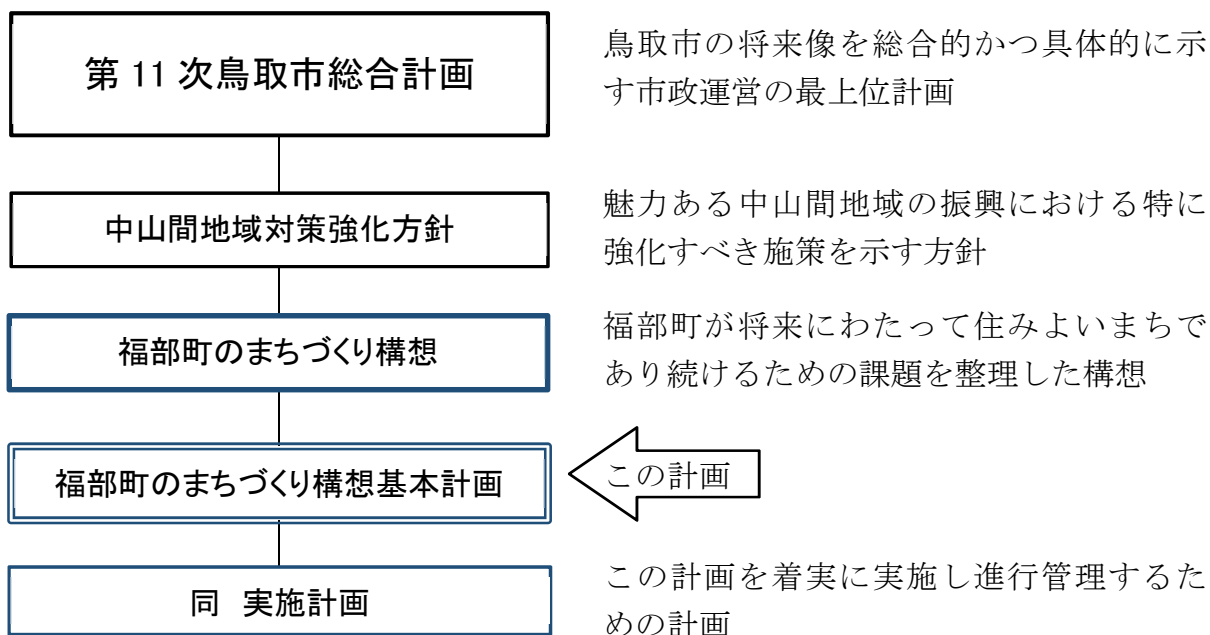 第 11 次鳥取市総合計画
鳥取市の将来像を総合的かつ具体的に示
す市政運営の最上位計画
中山間地域対策強化方針
魅力ある中山間地域の振興における特に
強化すべき施策を示す方針
福部町のまちづくり構想
福部町が将来にわたって住みよいまちで
あり続けるための課題を整理した構想
福部町のまちづくり構想基本計画
この計画
同 実施計画
この計画を着実に実施し進行管理するた
めの計画